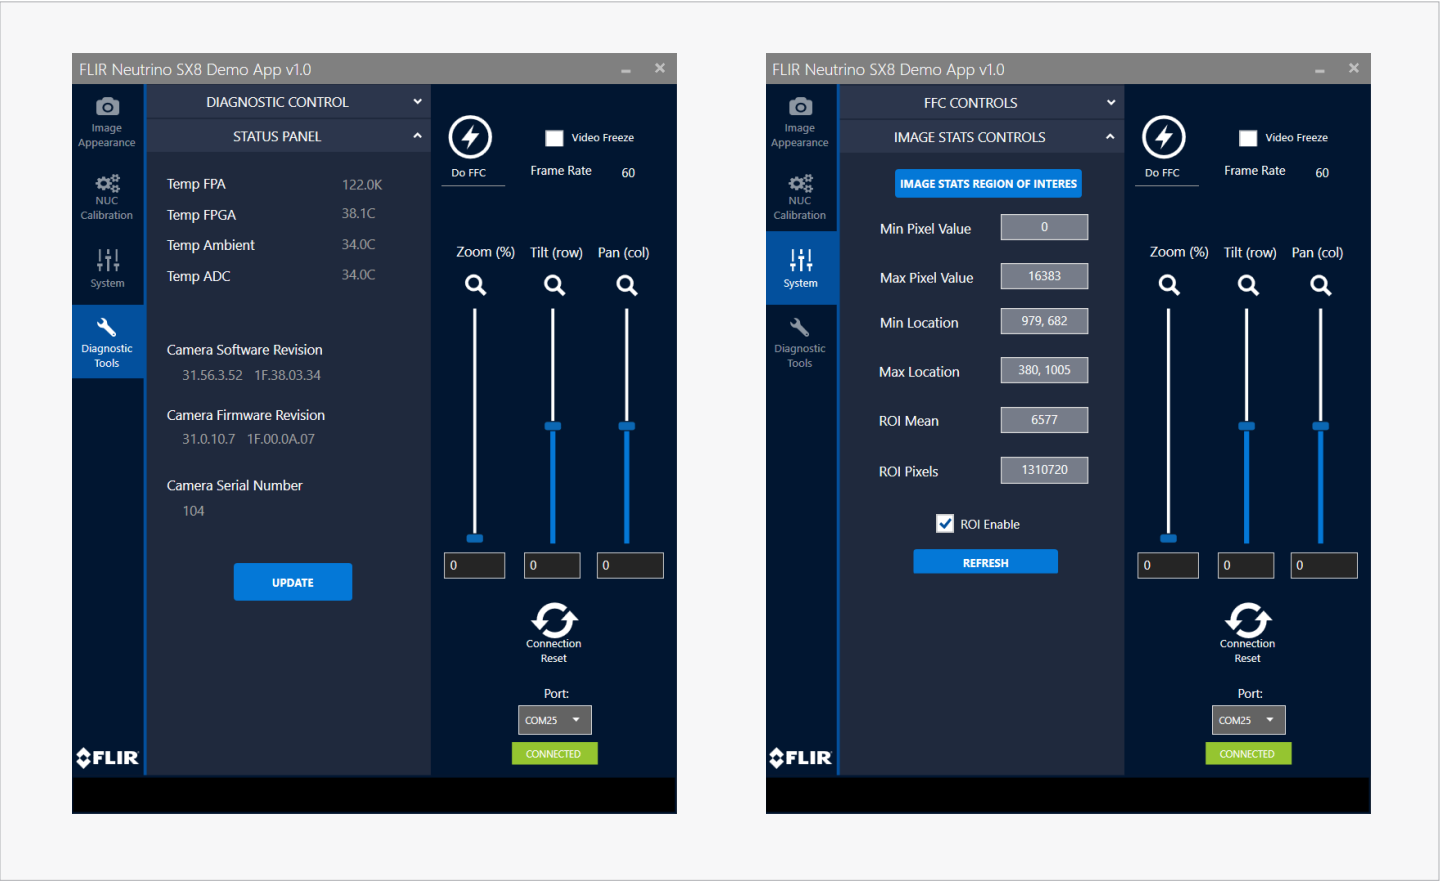 FLIR Neutrino SX8 Demo App v1.0
Image
Appearance
NUC
Calibration
System
Diagnostic
Tools
FLIR
DIAGNOSTIC CONTROL
STATUS PANEL
Temp FPA 122.0K
Temp FPGA 38.1C
Temp Ambient 34.0C
Temp ADC 34.0C
Camera Software Revision
31.56.3.52 1F.38.03.34
Camera Firmware Revision
31.0.10.7 1F.00.0A.07
Camera Serial Number
104
UPDATE
Do FFC
Video Freeze
Frame Rate 60
Zoom (%) Tilt (row) Pan (col)
0 0 0
Connection
Reset
Port:
COM25
CONNECTED
FLIR Neutrino SX8 Demo App v1.0
Image
Appearance
NUC
Calibration
System
Diagnostic
Tools
FLIR
FFC CONTROLS
IMAGE STATS CONTROLS
IMAGE STATS REGION OF INTERES
Min Pixel Value 0
Max Pixel Value 16383
Min Location 979, 682
Max Location 380, 1005
ROI Mean 6577
ROI Pixels 1310720
ROI Enable
REFRESH
Do FFC
Video Freeze
Frame Rate 60
Zoom (%) Tilt (row) Pan (col)
0 0 0
Connection
Reset
Port:
COM25
CONNECTED